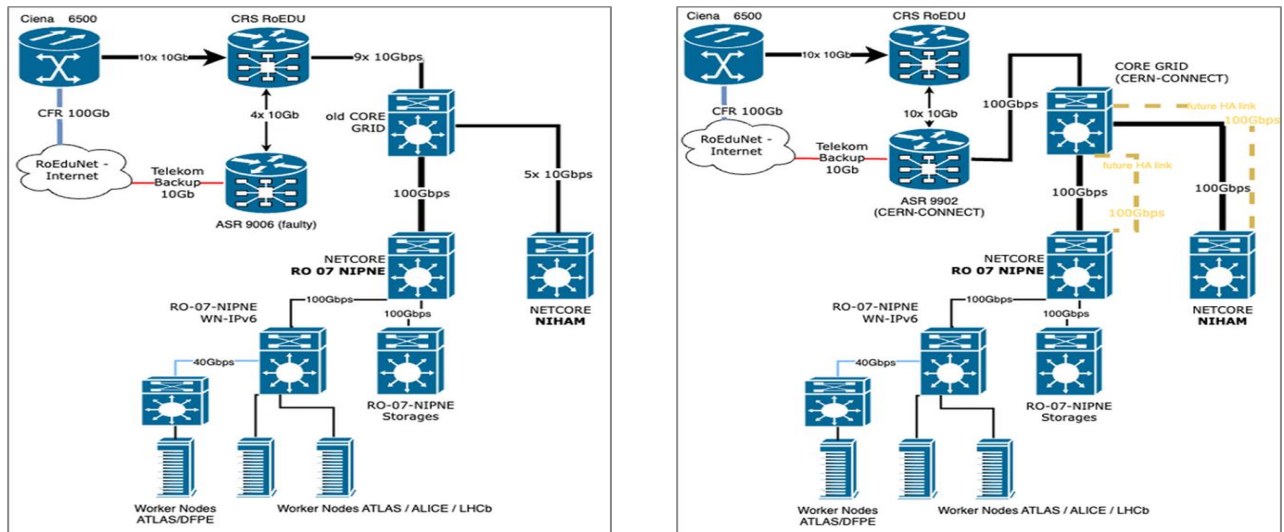 Ciena 6500
CRS RoEDU
10x 10Gb
9x 10Gbps
CFR 100Gb
4x 10Gb
old CORE
GRID
RoEduNet -
Internet
Telekom
Backup
10Gb
5x 10Gbps
100Gbps
ASR 9006 (faulty)
NETCORE
RO 07 NIPNE
RO-07-NIPNE
WN-IPv6
100Gbps
100Gbps
NETCORE
NIHAM
40Gbps
RO-07-NIPNE
Storages
Worker Nodes
ATLAS/DFPE
Worker Nodes ATLAS / ALICE / LHCb
Ciena 6500
CRS RoEDU
10x 10Gb
CORE GRID
(CERN-CONNECT)
CFR 100Gb
10x 10Gb
100Gbps
future HA link
100Gbps
RoEduNet -
Internet
Telekom
Backup
10Gb
future HA link
100Gbps
100Gbps
100Gbps
ASR 9902
(CERN-CONNECT)
NETCORE
RO 07 NIPNE
RO-07-NIPNE
WN-IPv6
100Gbps
100Gbps
NETCORE
NIHAM
40Gbps
RO-07-NIPNE
Storages
Worker Nodes
ATLAS/DFPE
Worker Nodes ATLAS / ALICE / LHCb